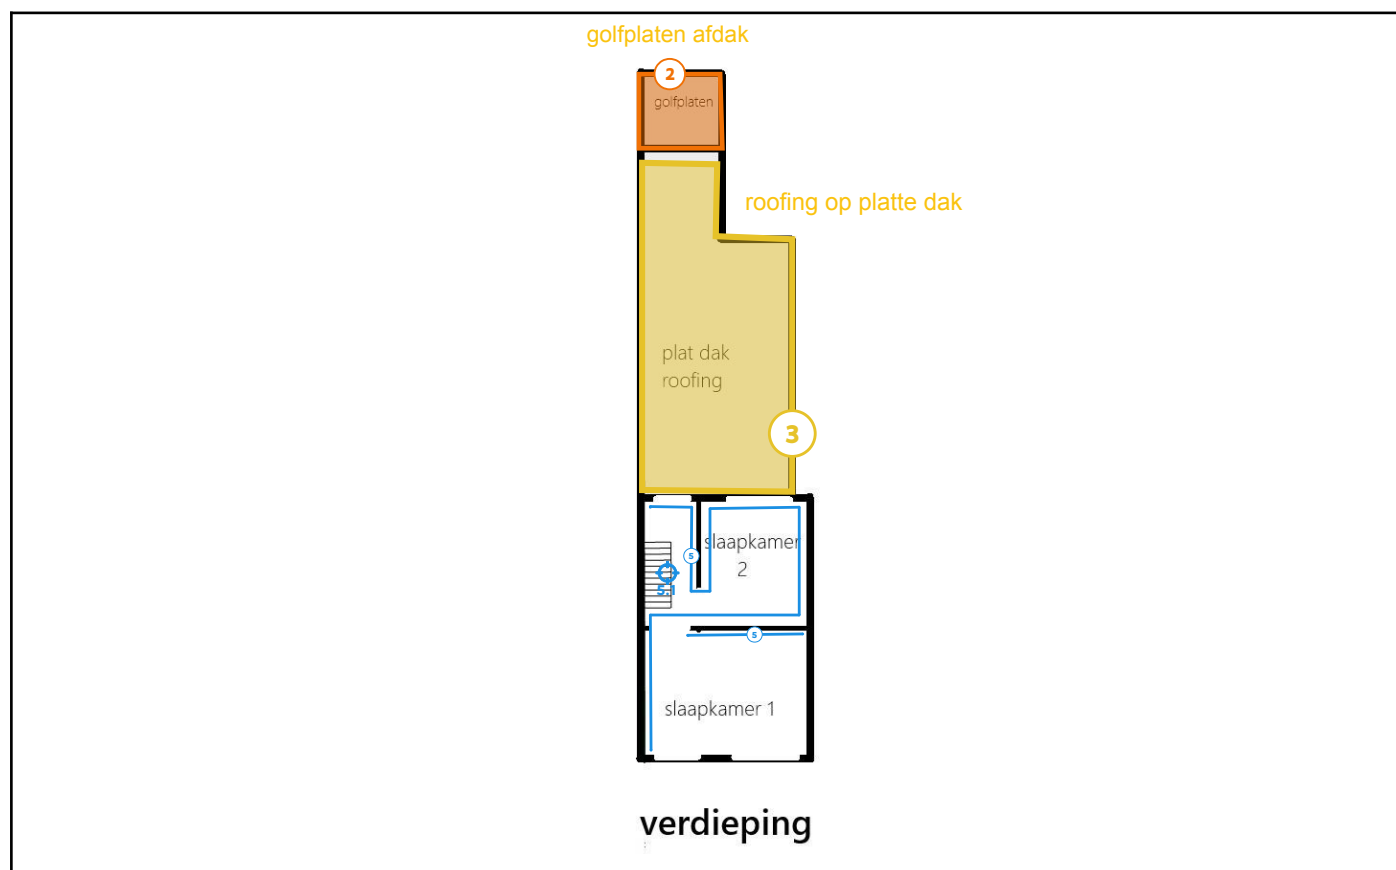 golfplaten afdak
2
golfplaten
roofing op platte dak
plat dak
roofing
3
slaapkamer
2
5
5.1
5
slaapkamer 1
verdieping